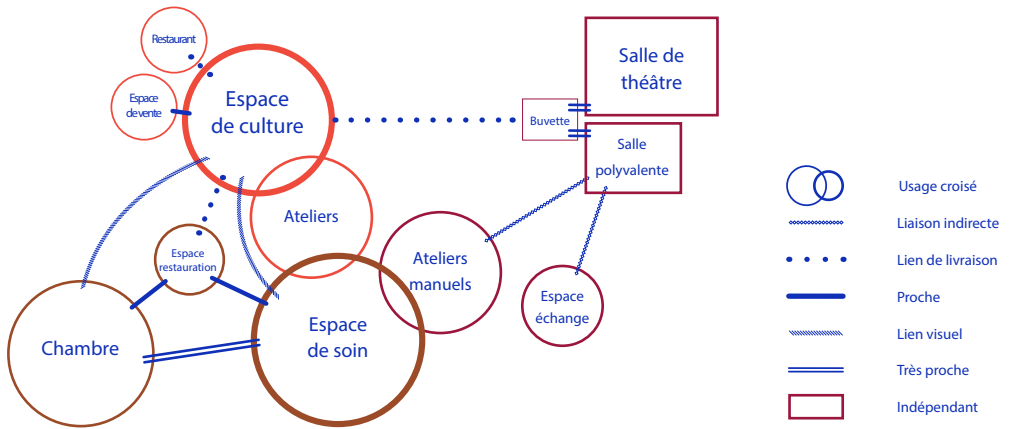 Restaurant
Espace
de vente
Espace
de culture
Salle de
théâtre
Buvette
Salle
polyvalente
Ateliers
Espace
restauration
Ateliers
manuels
Espace
échange
Chambre
Espace
de soin
Usage croisé
Liaison indirecte
Lien de livraison
Proche
Lien visuel
Très proche
Indépendant